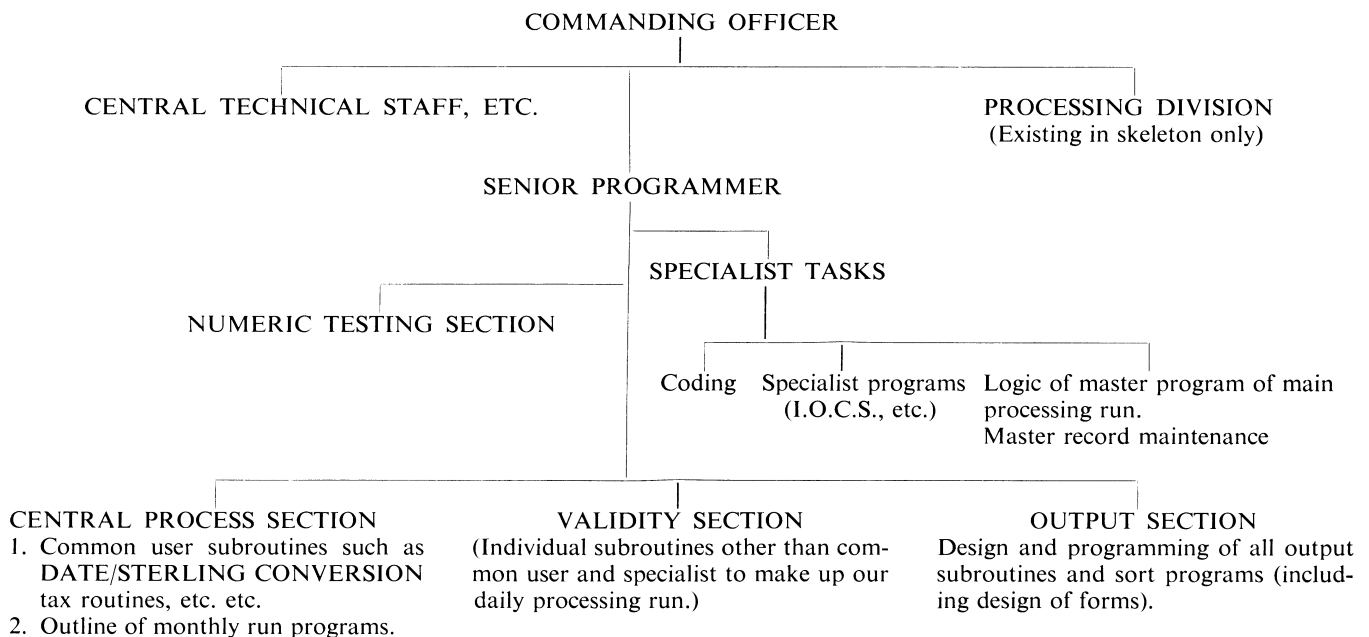 COMMANDING OFFICER
CENTRAL TECHNICAL STAFF, ETC.
PROCESSING DIVISION
(Existing in skeleton only)
SENIOR PROGRAMMER
SPECIALIST TASKS
NUMERIC TESTING SECTION
Coding
Specialist programs
(I.O.C.S., etc.)
Logic of master program of main
processing run.
Master record maintenance
CENTRAL PROCESS SECTION
1. Common user subroutines such as
DATE/STERLING CONVERSION
tax routines, etc. etc.
2. Outline of monthly run programs.
VALIDITY SECTION
(Individual subroutines other than com-
mon user and specialist to make up our
daily processing run.)
OUTPUT SECTION
Design and programming of all output
subroutines and sort programs (includ-
ing design of forms).